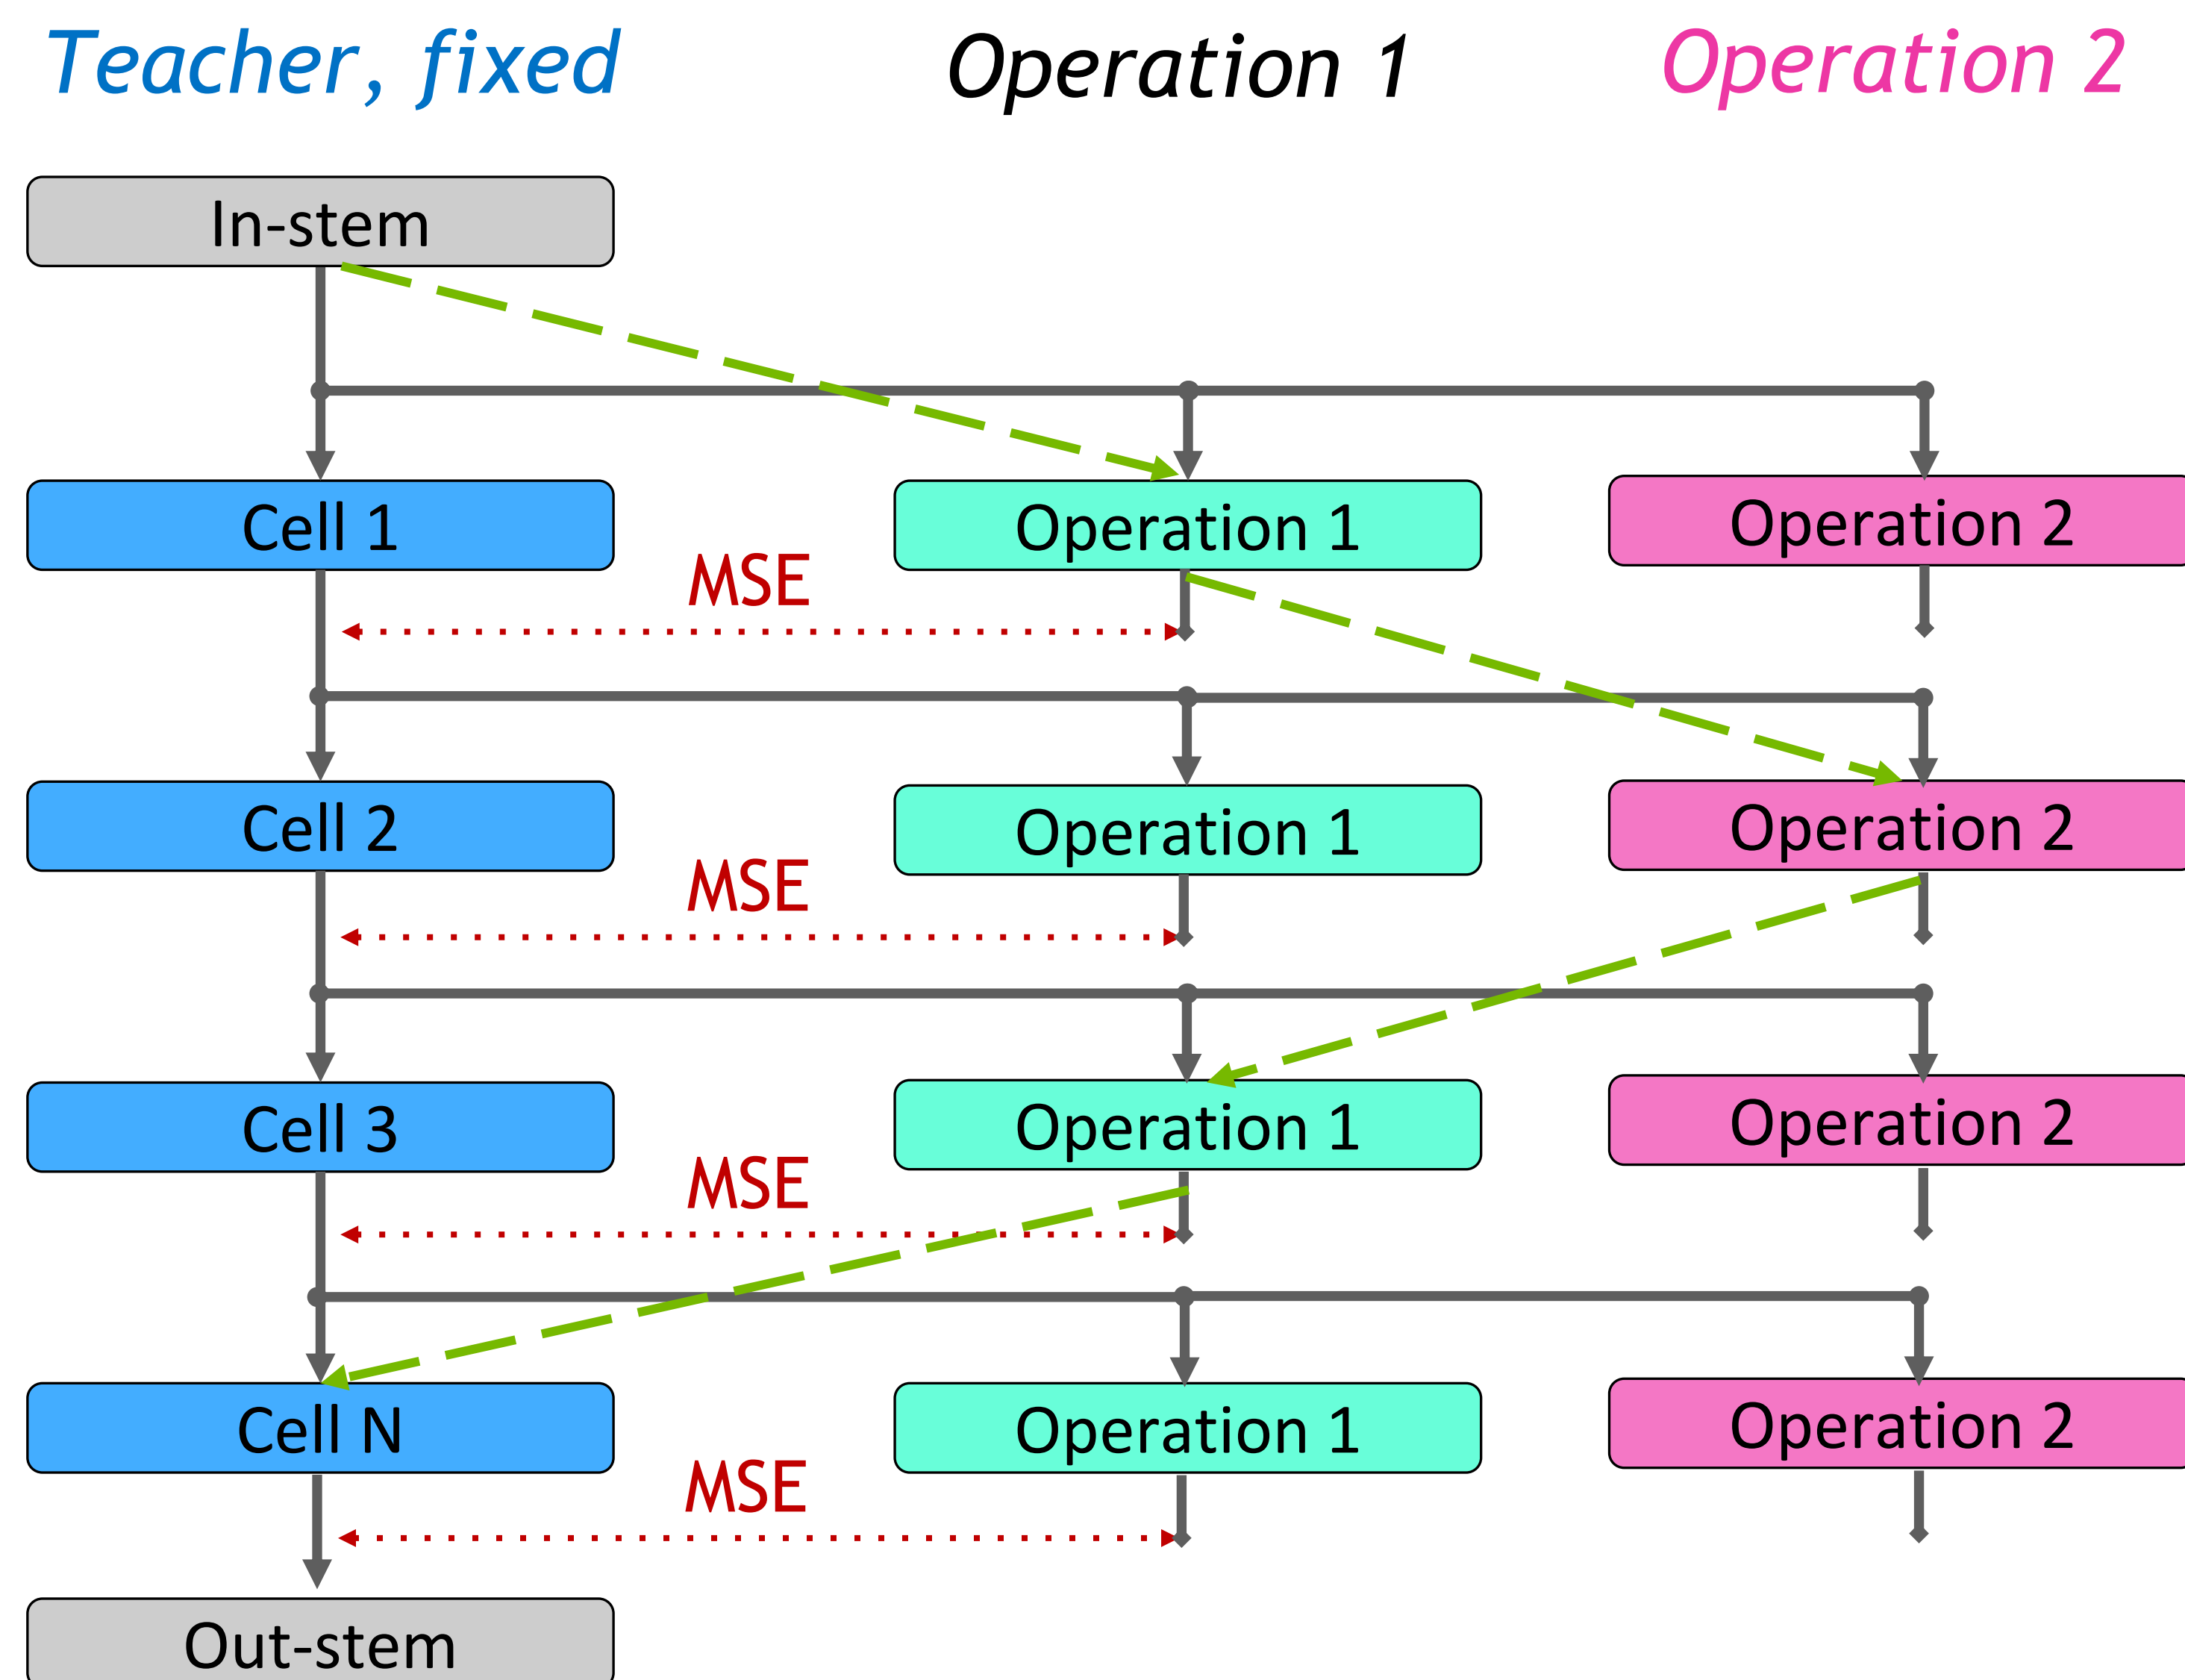 Teacher, fixed
Operation 1
Operation 2
In-stem
Cell 1
Operation 1
Operation 2
MSE
Cell 2
Operation 1
Operation 2
MSE
Cell 3
Operation 1
Operation 2
MSE
Cell N
Operation 1
Operation 2
MSE
Out-stem